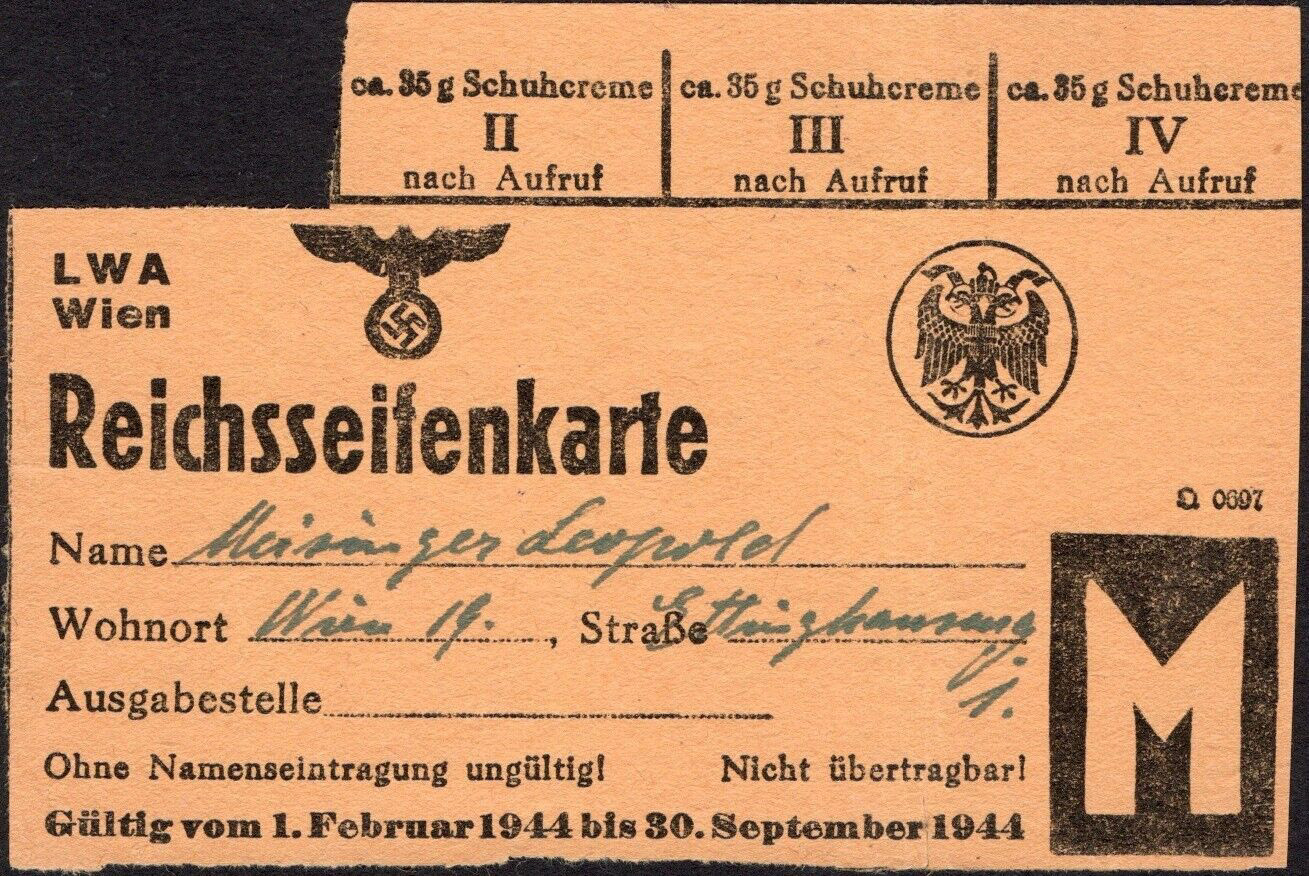 ca. 35 g Schuhcreme ca. 35 g Schuhcreme ca. 35 g Schuhcreme
II III IV
nach Aufruf nach Aufruf nach Aufruf
LWA
Wien
Reichsseifenkarte
Ω 0697
Name Meisinger Leopold
Wohnort Wien 19., Straße
1.
M
Ausgabestelle
Ohne Namenseintragung ungültig! Nicht übertragbar!
Gültig vom 1. Februar 1944 bis 30. September 1944